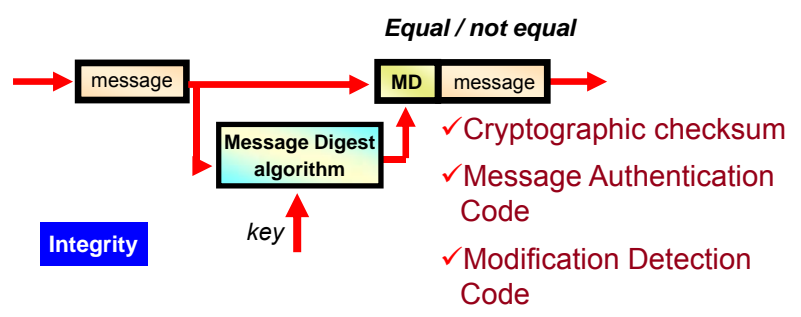 Equal / not equal
message
MD
message
✓Cryptographic checksum
Message Digest
algorithm
✓Message Authentication
Code
key
Integrity
✓Modification Detection
Code